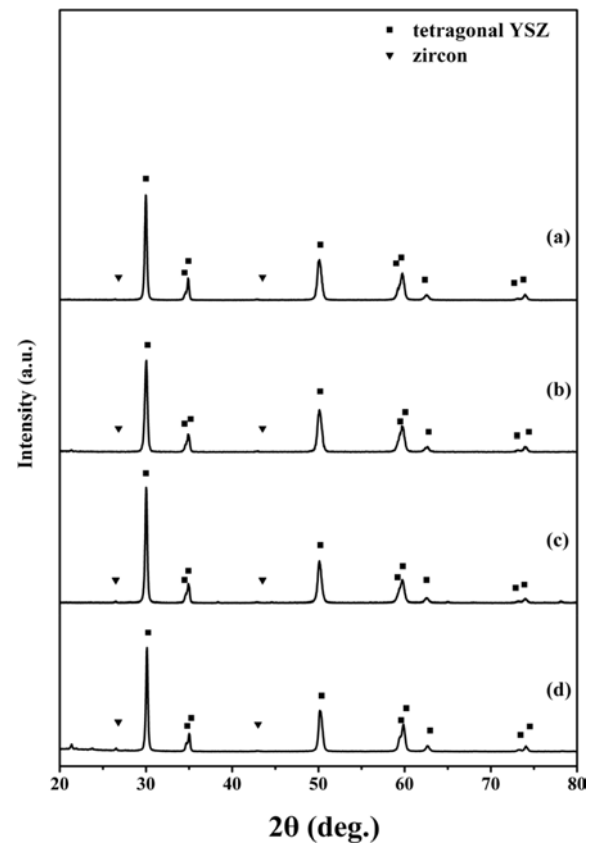 tetragonal YSZ
zircon
(a)
(b)
(c)
(d)
Intensity (a.u.)
20 30 40 50 60 70 80
2θ (deg.)